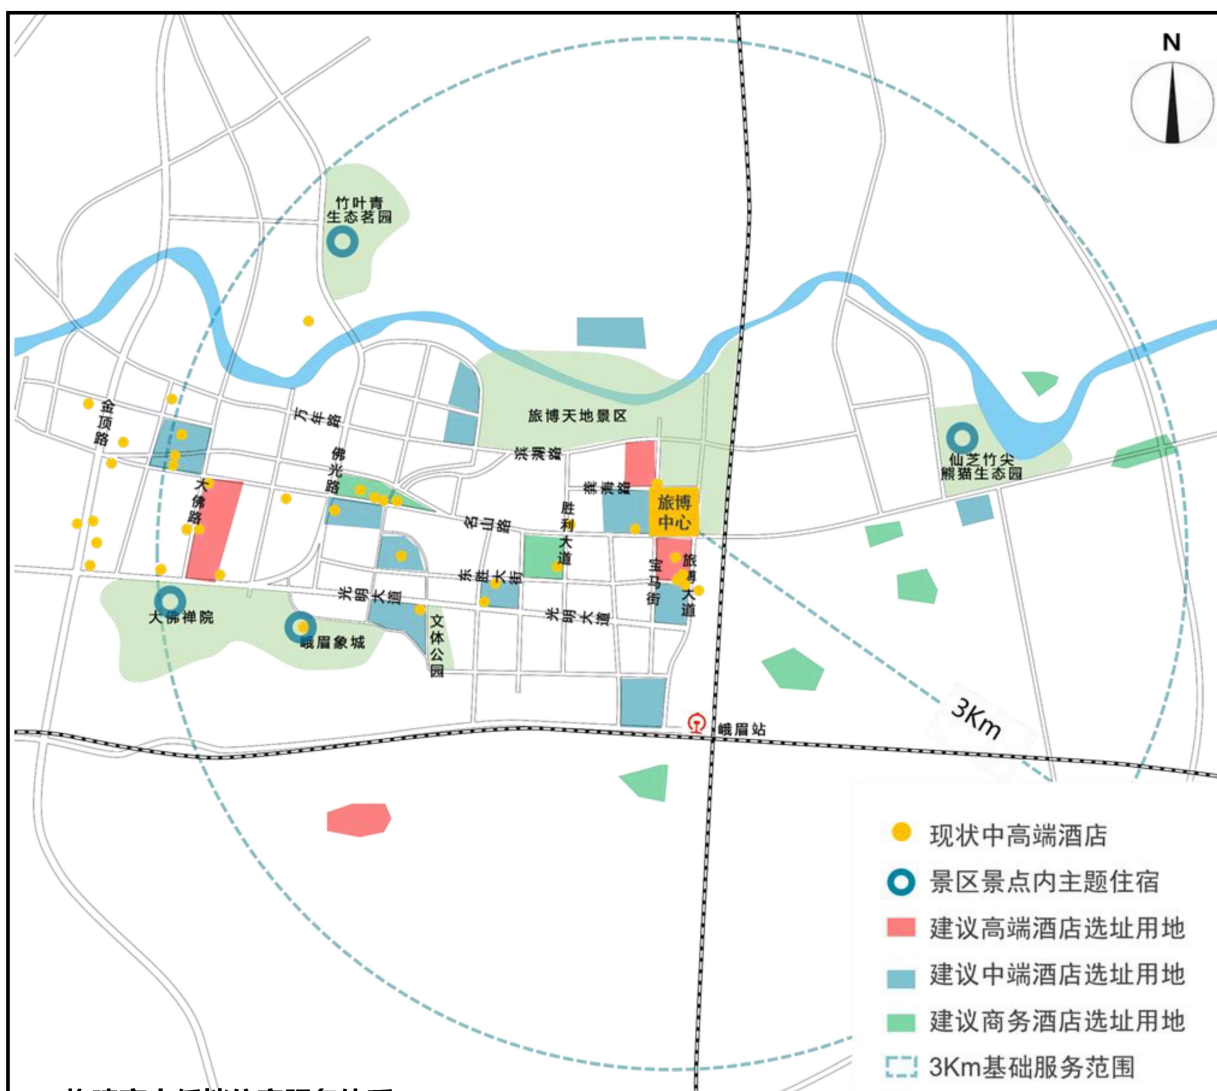 N
竹叶青
生态茗园
金顶路
万年路
佛光路
大佛路
旅博天地景区
滨湖路
龚湾路
旅博
中心
名山路
胜利大道
东胜大街
宝马街
旅博大道
光明大道
光明大道
文体公园
大佛禅院
峨眉象城
仙芝竹尖
熊猫生态园
峨眉站
3Km
现状中高端酒店
景区景点内主题住宿
建议高端酒店选址用地
建议中端酒店选址用地
建议商务酒店选址用地
3Km基础服务范围